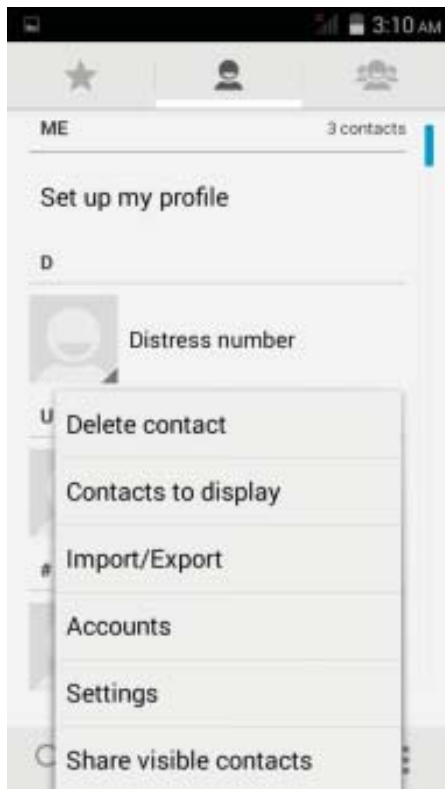 3:10 AM
ME 3 contacts
Set up my profile
D
Distress number
U
Delete contact
Contacts to display
#
Import/Export
Accounts
Settings
Share visible contacts